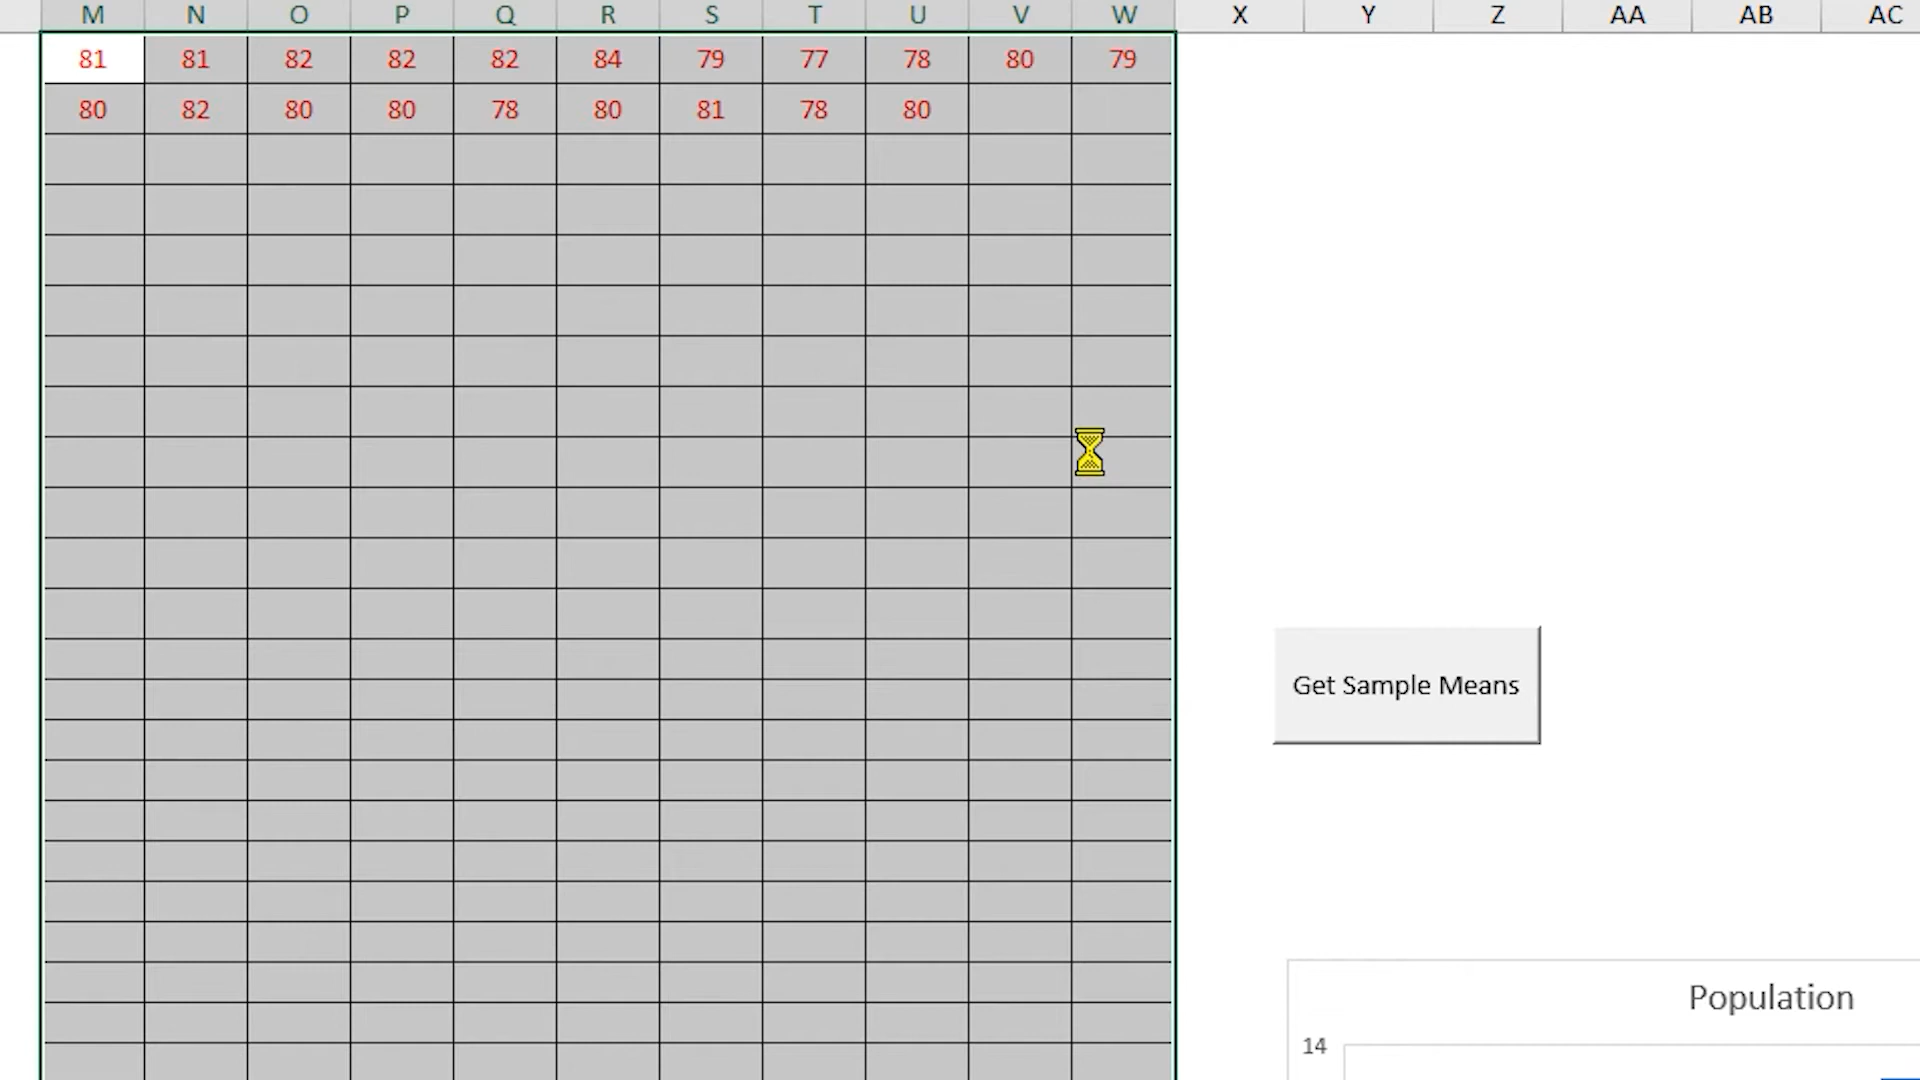 M N O P Q R S T U V W X Y Z AA AB AC
81 81 82 82 82 84 79 77 78 80 79
80 82 80 80 78 80 81 78 80
Get Sample Means
Population
14